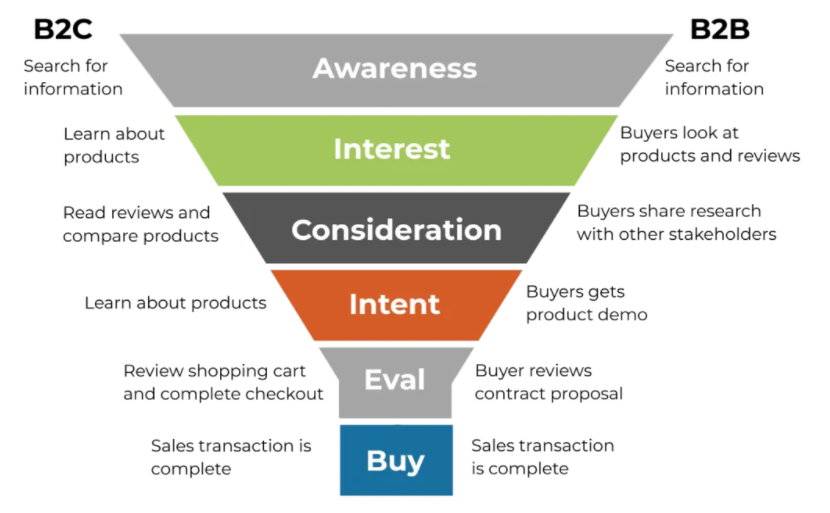 B2C
B2B
Awareness
Search for
information
Search for
information
Interest
Learn about
products
Buyers look at
products and reviews
Consideration
Read reviews and
compare products
Buyers share research
with other stakeholders
Intent
Learn about products
Buyers gets
product demo
Eval
Review shopping cart
and complete checkout
Buyer reviews
contract proposal
Buy
Sales transaction is
complete
Sales transaction
is complete